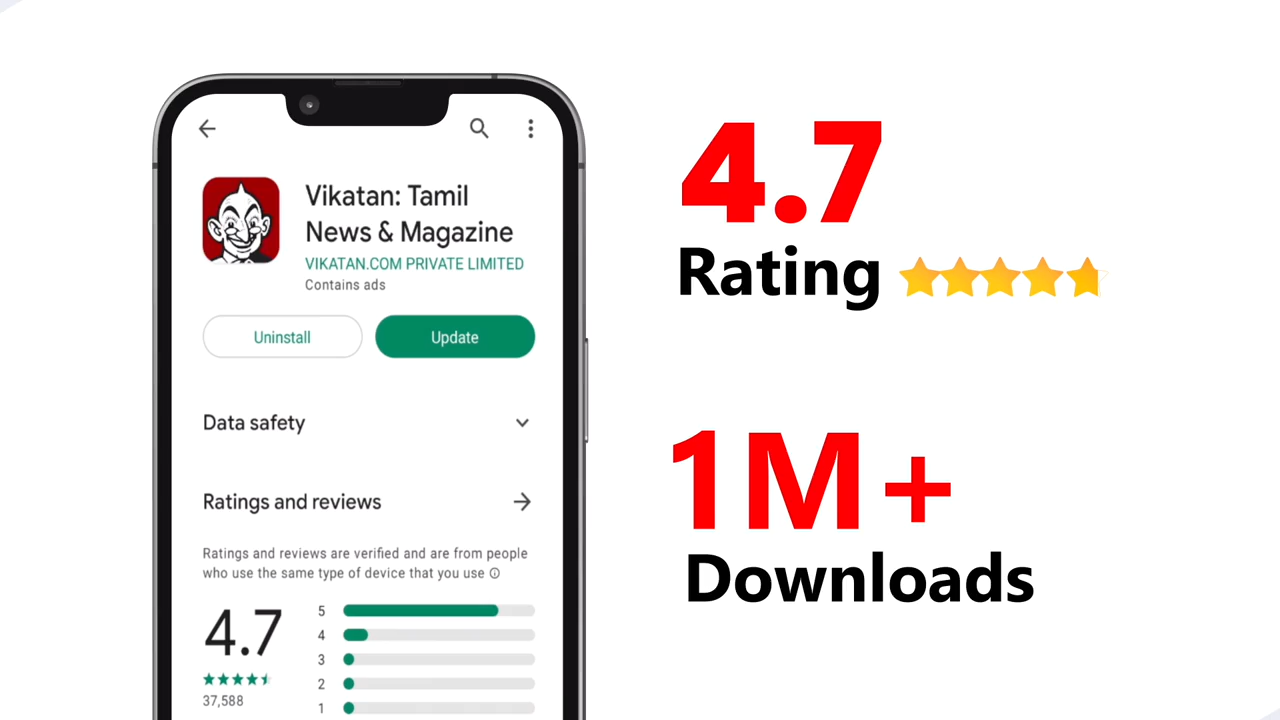 Vikatan: Tamil
News & Magazine
VIKATAN.COM PRIVATE LIMITED
Contains ads
Uninstall
Update
Data safety
Ratings and reviews
Ratings and reviews are verified and are from people
who use the same type of device that you use
4.7
37,588
5
4
3
2
1
4.7
Rating
1M+
Downloads